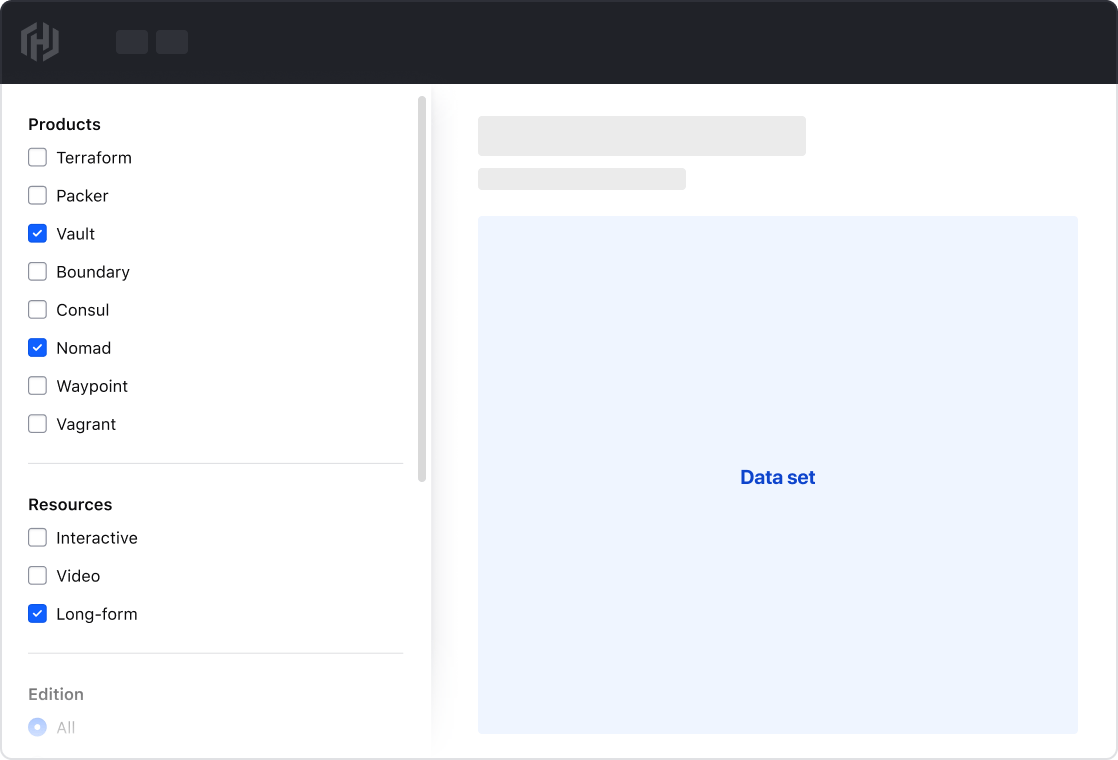 Products
Terraform
Packer
Vault
Boundary
Consul
Nomad
Waypoint
Vagrant
Resources
Interactive
Video
Long-form
Edition
All
Data set